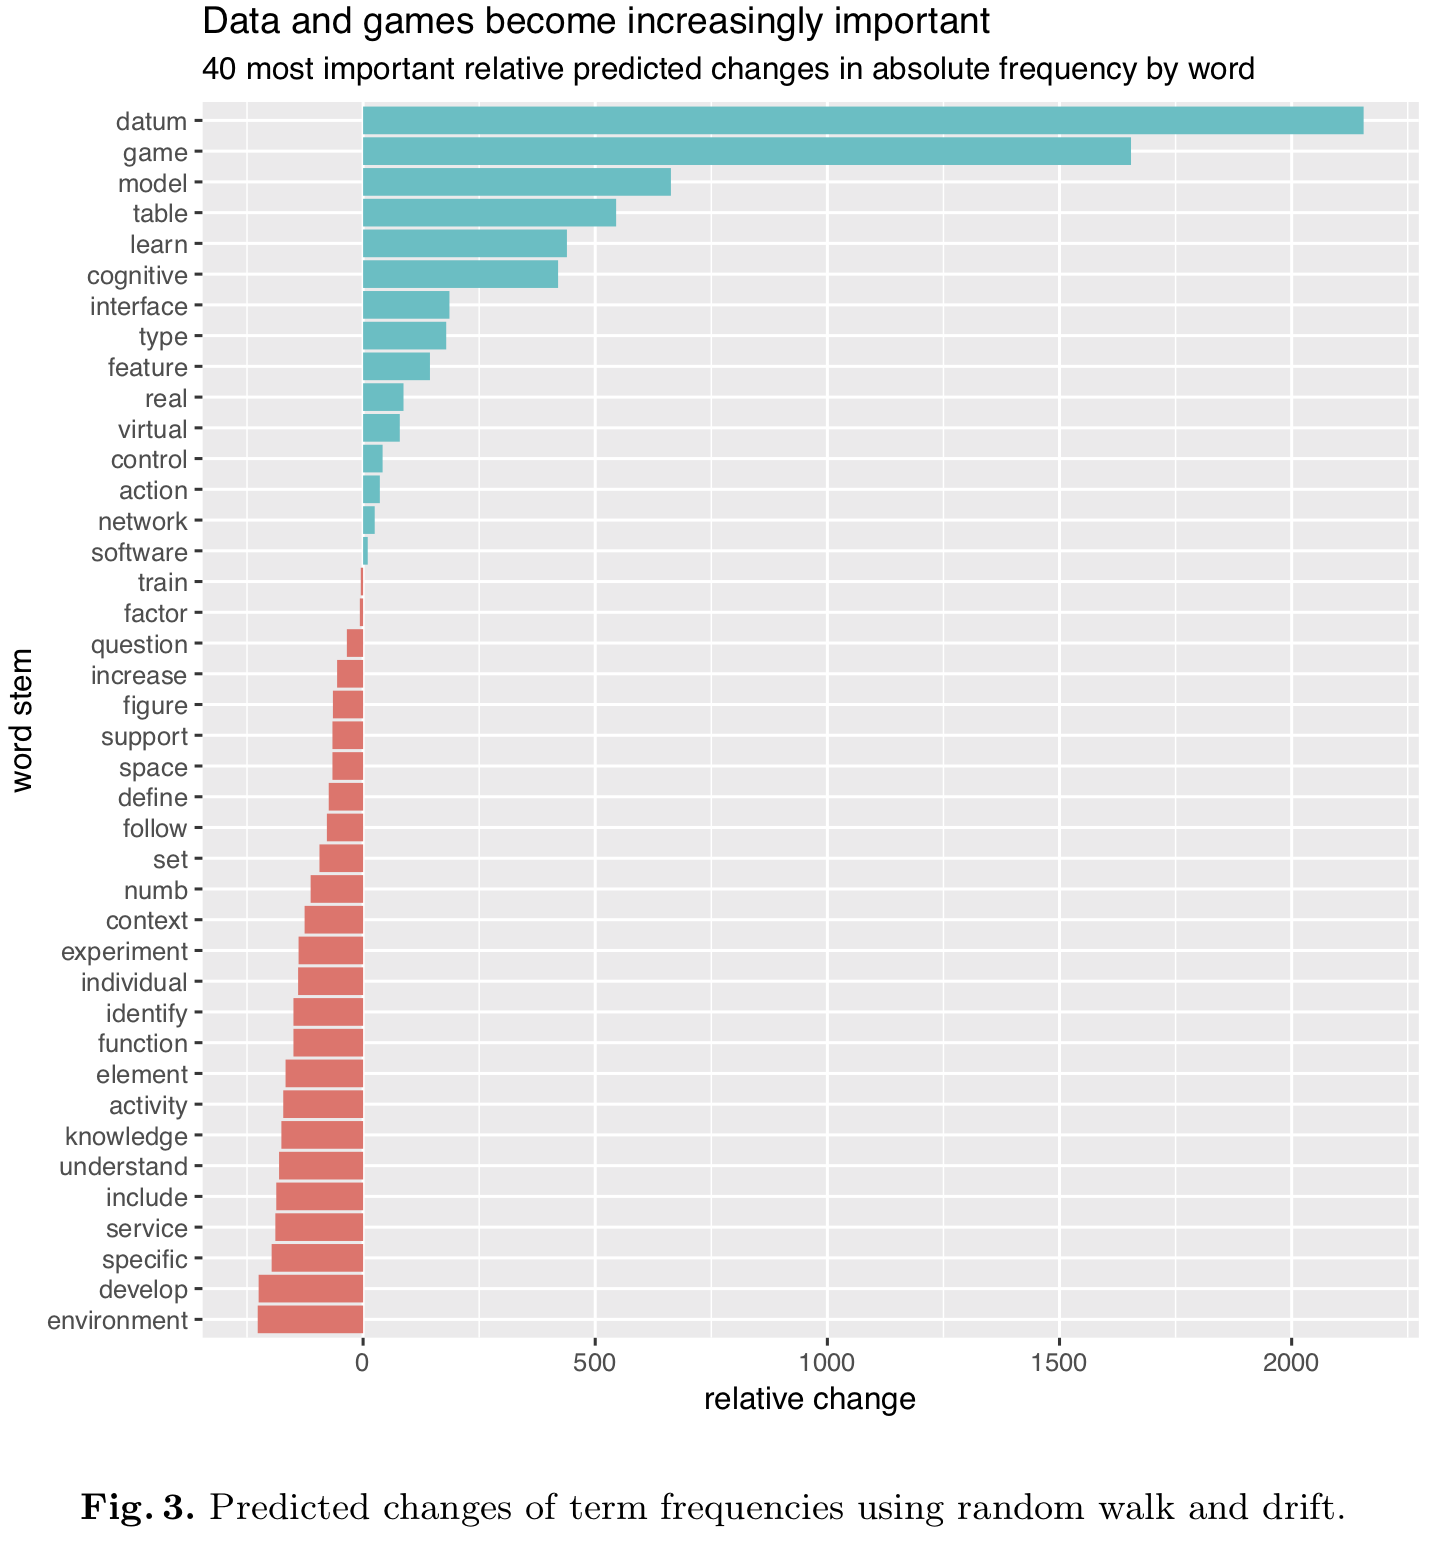 Data and games become increasingly important
40 most important relative predicted changes in absolute frequency by word
datum
game
model
table
learn
cognitive
interface
type
feature
real
virtual
control
action
network
software
train
factor
question
increase
figure
support
space
define
follow
set
numb
context
experiment
individual
identify
function
element
activity
knowledge
understand
include
service
specific
develop
environment
word stem
0 500 1000 1500 2000
relative change
Fig. 3. Predicted changes of term frequencies using random walk and drift.